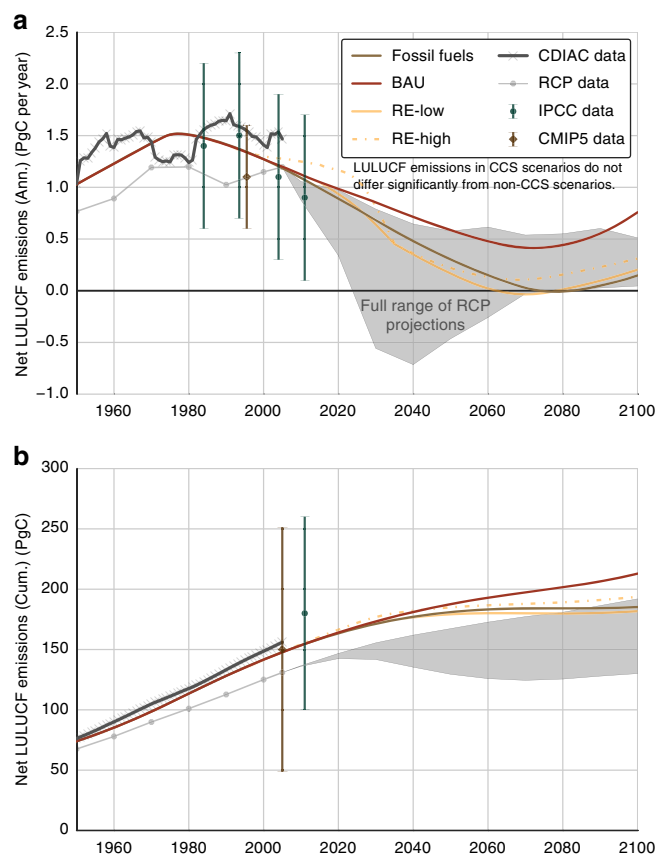 a
Net LULUCF emissions (Ann.) (PgC per year)
2.5
2.0
1.5
1.0
0.5
0.0
−0.5
−1.0
Fossil fuels
BAU
RE-low
RE-high
CDIAC data
RCP data
IPCC data
CMIP5 data
LULUCF emissions in CCS scenarios do not
differ significantly from non-CCS scenarios.
Full range of RCP
projections
1960 1980 2000 2020 2040 2060 2080 2100
b
Net LULUCF emissions (Cum.) (PgC)
300
250
200
150
100
50
0
1960 1980 2000 2020 2040 2060 2080 2100